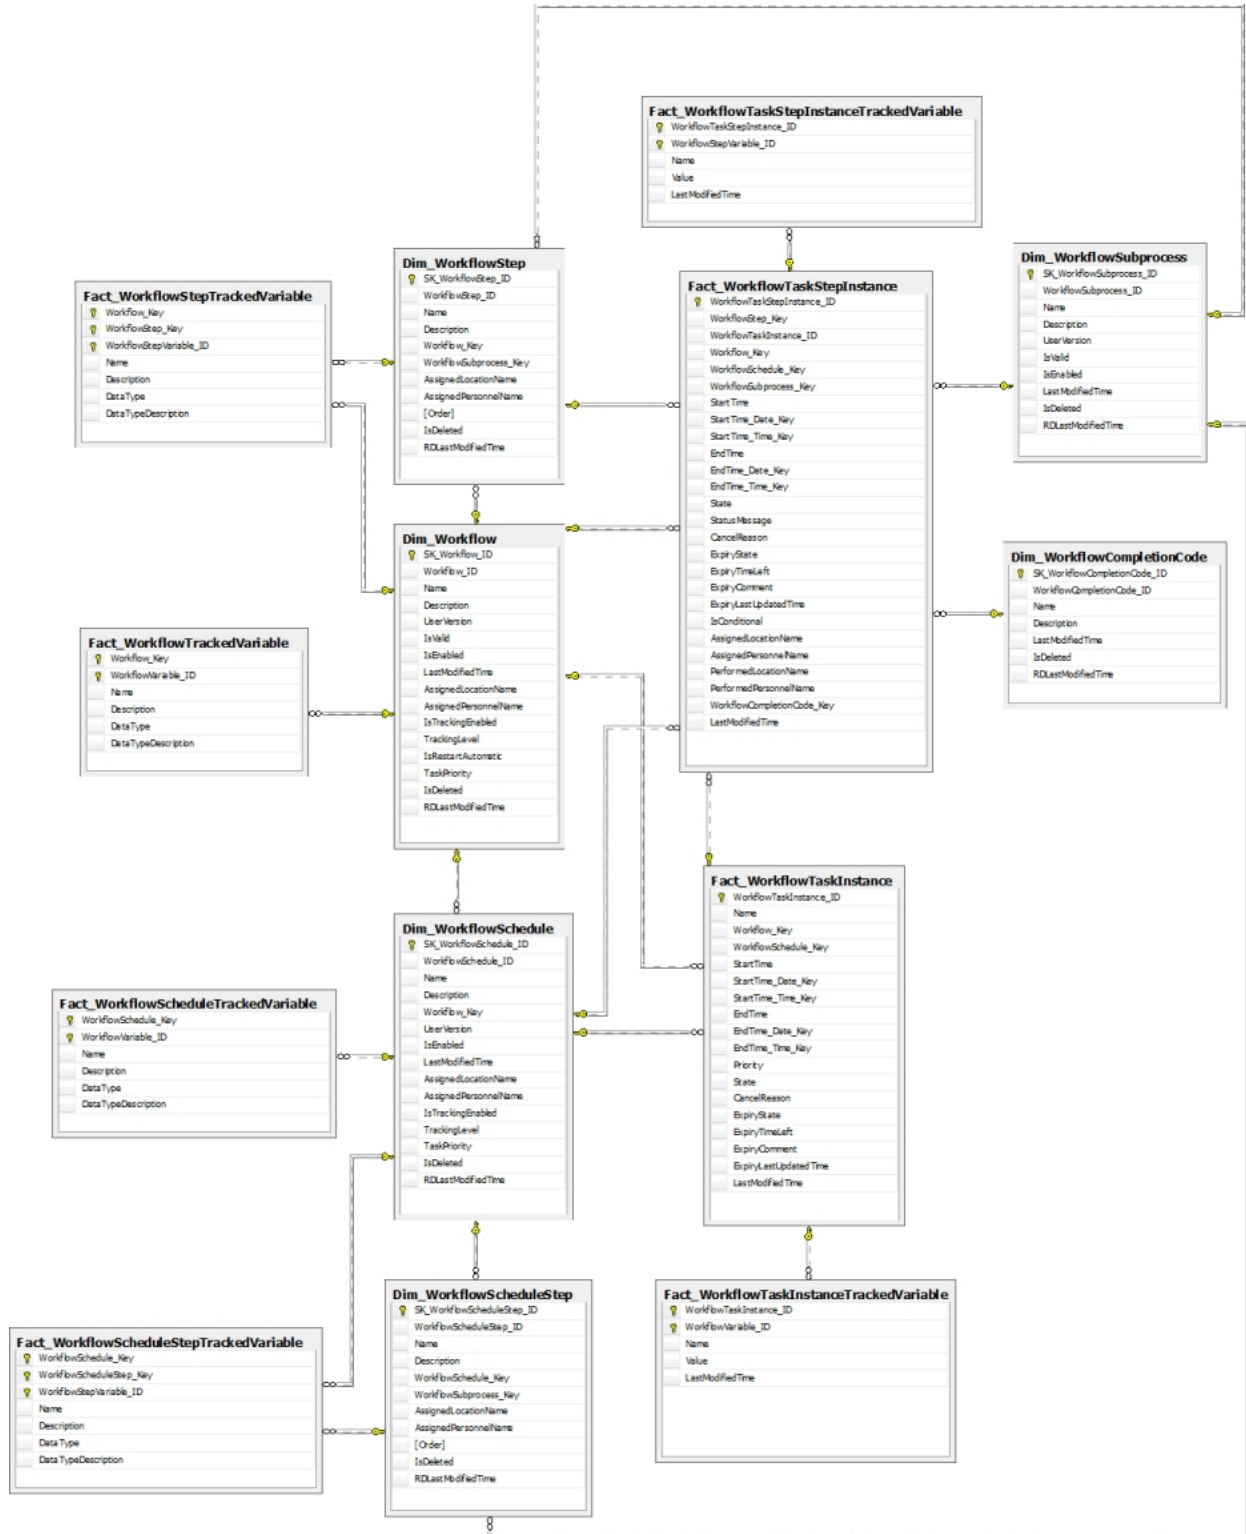 Fact_WorkflowTaskStepInstanceTrackedVariable
WorkflowTaskStepInstance_ID
WorkflowStepVariable_ID
Name
Value
LastModifiedTime
Dim_WorkflowStep
SK_WorkflowStep_ID
WorkflowStep_ID
Name
Description
Workflow_Key
WorkflowSubprocess_Key
AssignedLocationName
AssignedPersonnelName
[Order]
IsDeleted
RDLastModifiedTime
Dim_WorkflowSubprocess
SK_WorkflowSubprocess_ID
WorkflowSubprocess_ID
Name
Description
UserVersion
IsValid
IsEnabled
LastModifiedTime
IsDeleted
RDLastModifiedTime
Fact_WorkflowStepTrackedVariable
Workflow_Key
WorkflowStep_Key
WorkflowStepVariable_ID
Name
Description
DataType
DataTypeDescription
Fact_WorkflowTaskStepInstance
WorkflowTaskStepInstance_ID
WorkflowStep_Key
WorkflowTaskInstance_ID
Workflow_Key
WorkflowSchedule_Key
WorkflowSubprocess_Key
StartTime
StartTime_Date_Key
StartTime_Time_Key
EndTime
EndTime_Date_Key
EndTime_Time_Key
State
StatusMessage
CancelReason
ExpiryState
ExpiryTimeLeft
ExpiryComment
ExpiryLastUpdatedTime
IsConditional
AssignedLocationName
AssignedPersonnelName
PerformedLocationName
PerformedPersonnelName
WorkflowCompletionCode_Key
LastModifiedTime
Dim_Workflow
SK_Workflow_ID
Workflow_ID
Name
Description
UserVersion
IsValid
IsEnabled
LastModifiedTime
AssignedLocationName
AssignedPersonnelName
IsTrackingEnabled
TrackingLevel
IsRestartAutomatic
TaskPriority
IsDeleted
RDLastModifiedTime
Dim_WorkflowCompletionCode
SK_WorkflowCompletionCode_ID
WorkflowCompletionCode_ID
Name
Description
LastModifiedTime
IsDeleted
RDLastModifiedTime
Fact_WorkflowTrackedVariable
Workflow_Key
WorkflowVariable_ID
Name
Description
DataType
DataTypeDescription
Fact_WorkflowTaskInstance
WorkflowTaskInstance_ID
Name
Workflow_Key
WorkflowSchedule_Key
StartTime
StartTime_Date_Key
StartTime_Time_Key
EndTime
EndTime_Date_Key
EndTime_Time_Key
Priority
State
CancelReason
ExpiryState
ExpiryTimeLeft
ExpiryComment
ExpiryLastUpdatedTime
LastModifiedTime
Dim_WorkflowSchedule
SK_WorkflowSchedule_ID
WorkflowSchedule_ID
Name
Description
Workflow_Key
UserVersion
IsEnabled
LastModifiedTime
AssignedLocationName
AssignedPersonnelName
IsTrackingEnabled
TrackingLevel
TaskPriority
IsDeleted
RDLastModifiedTime
Fact_WorkflowScheduleTrackedVariable
WorkflowSchedule_Key
WorkflowVariable_ID
Name
Description
DataType
DataTypeDescription
Dim_WorkflowScheduleStep
SK_WorkflowScheduleStep_ID
WorkflowScheduleStep_ID
Name
Description
WorkflowSchedule_Key
WorkflowSubprocess_Key
AssignedLocationName
AssignedPersonnelName
[Order]
IsDeleted
RDLastModifiedTime
Fact_WorkflowTaskInstanceTrackedVariable
WorkflowTaskInstance_ID
WorkflowVariable_ID
Name
Value
LastModifiedTime
Fact_WorkflowScheduleStepTrackedVariable
WorkflowSchedule_Key
WorkflowScheduleStep_Key
WorkflowStepVariable_ID
Name
Description
DataType
DataTypeDescription